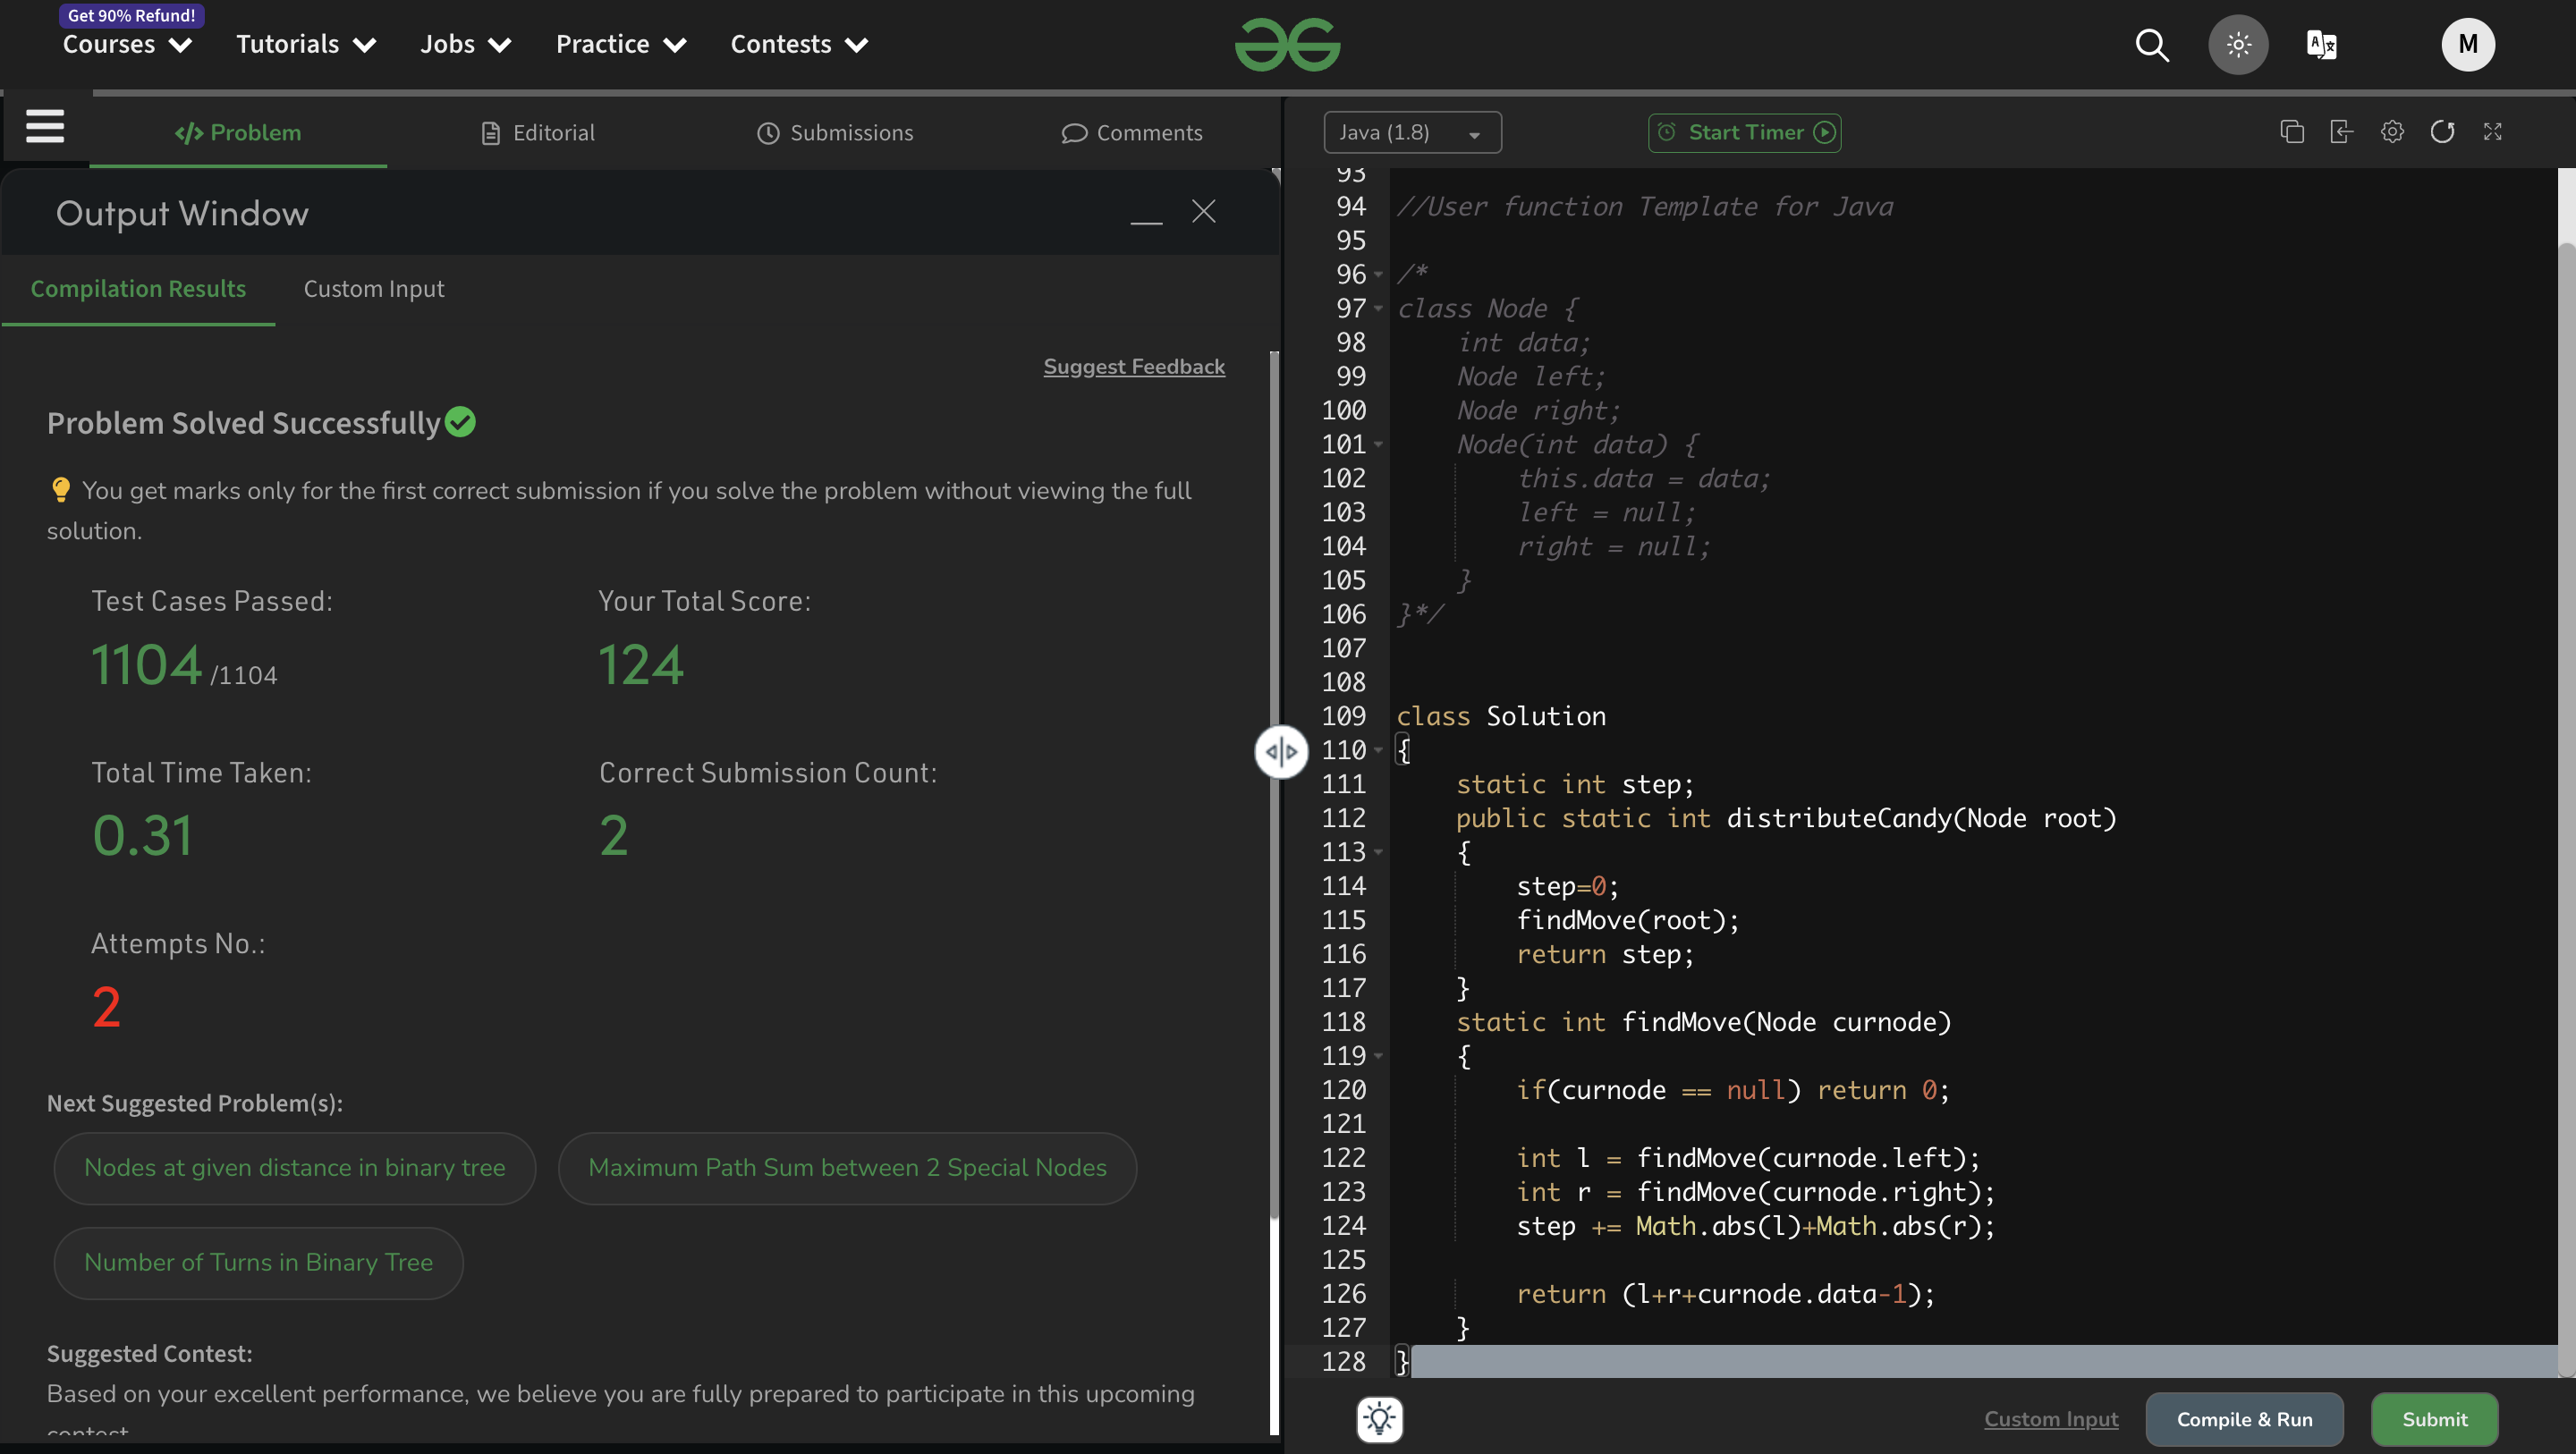 Get 90% Refund!
Courses Tutorials Jobs Practice Contests
M
Problem Editorial Submissions Comments
Output Window
Compilation Results Custom Input
Suggest Feedback
Problem Solved Successfully
You get marks only for the first correct submission if you solve the problem without viewing the full
solution.
Test Cases Passed: Your Total Score:
1104 /1104 124
Total Time Taken: Correct Submission Count:
0.31 2
Attempts No.:
2
Next Suggested Problem(s):
Nodes at given distance in binary tree Maximum Path Sum between 2 Special Nodes
Number of Turns in Binary Tree
Suggested Contest:
Based on your excellent performance, we believe you are fully prepared to participate in this upcoming
contest
Java (1.8) Start Timer
93
94 //User function Template for Java
95
96 /*
97 class Node {
98 int data;
99 Node left;
100 Node right;
101 Node(int data) {
102 this.data = data;
103 left = null;
104 right = null;
105 }
106 }*/
107
108
109 class Solution
110 {
111 static int step;
112 public static int distributeCandy(Node root)
113 {
114 step=0;
115 findMove(root);
116 return step;
117 }
118 static int findMove(Node curnode)
119 {
120 if(curnode == null) return 0;
121
122 int l = findMove(curnode.left);
123 int r = findMove(curnode.right);
124 step += Math.abs(l)+Math.abs(r);
125
126 return (l+r+curnode.data-1);
127 }
128 }
Custom Input Compile & Run Submit